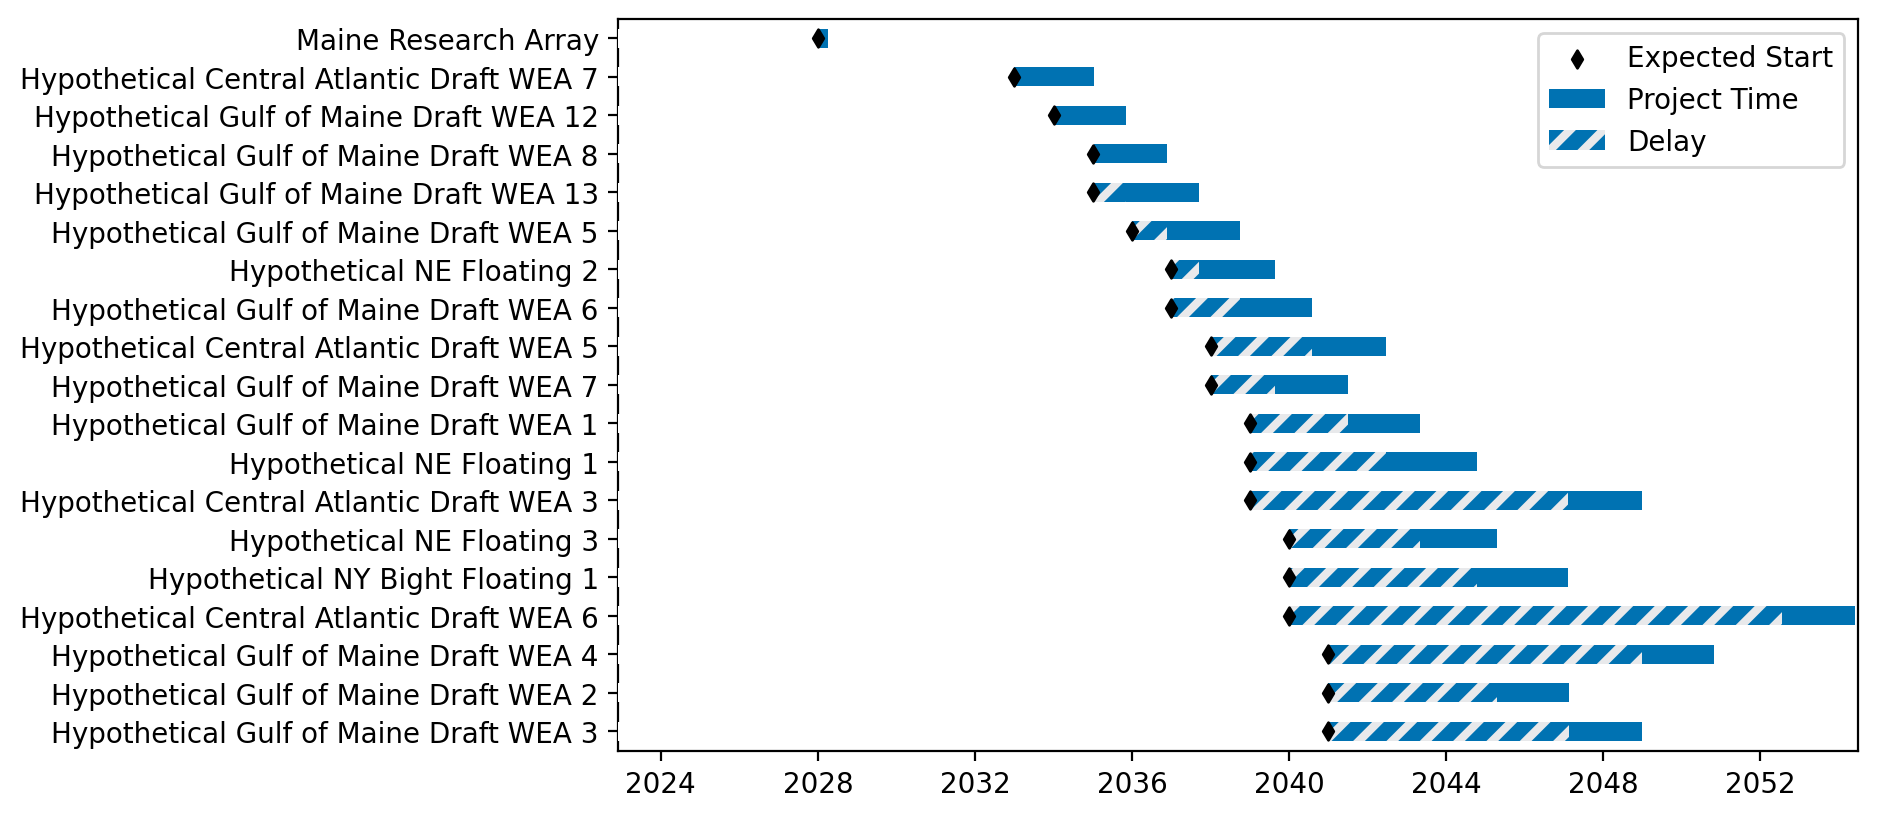 Maine Research Array
Hypothetical Central Atlantic Draft WEA 7
Hypothetical Gulf of Maine Draft WEA 12
Hypothetical Gulf of Maine Draft WEA 8
Hypothetical Gulf of Maine Draft WEA 13
Hypothetical Gulf of Maine Draft WEA 5
Hypothetical NE Floating 2
Hypothetical Gulf of Maine Draft WEA 6
Hypothetical Central Atlantic Draft WEA 5
Hypothetical Gulf of Maine Draft WEA 7
Hypothetical Gulf of Maine Draft WEA 1
Hypothetical NE Floating 1
Hypothetical Central Atlantic Draft WEA 3
Hypothetical NE Floating 3
Hypothetical NY Bight Floating 1
Hypothetical Central Atlantic Draft WEA 6
Hypothetical Gulf of Maine Draft WEA 4
Hypothetical Gulf of Maine Draft WEA 2
Hypothetical Gulf of Maine Draft WEA 3
Expected Start
Project Time
Delay
2024 2028 2032 2036 2040 2044 2048 2052